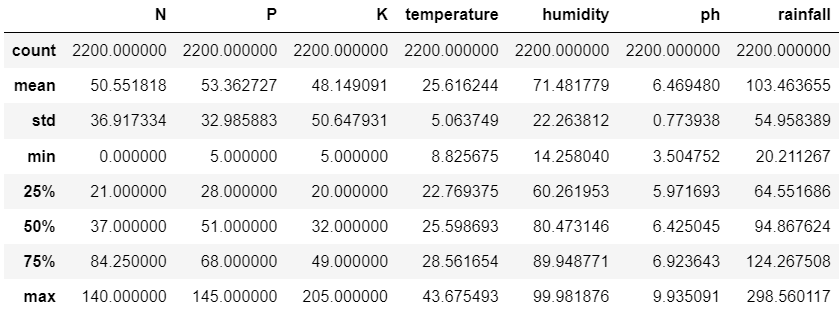 N P K temperature humidity ph rainfall
count 2200.000000 2200.000000 2200.000000 2200.000000 2200.000000 2200.000000 2200.000000
mean 50.551818 53.362727 48.149091 25.616244 71.481779 6.469480 103.463655
std 36.917334 32.985883 50.647931 5.063749 22.263812 0.773938 54.958389
min 0.000000 5.000000 5.000000 8.825675 14.258040 3.504752 20.211267
25% 21.000000 28.000000 20.000000 22.769375 60.261953 5.971693 64.551686
50% 37.000000 51.000000 32.000000 25.598693 80.473146 6.425045 94.867624
75% 84.250000 68.000000 49.000000 28.561654 89.948771 6.923643 124.267508
max 140.000000 145.000000 205.000000 43.675493 99.981876 9.935091 298.560117